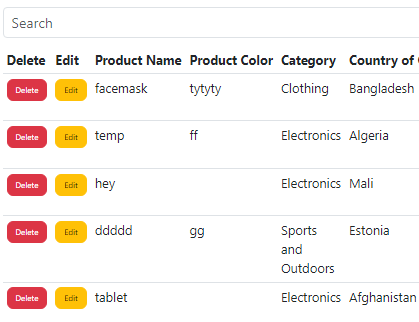 Search
Delete Edit Product Name Product Color Category Country of
Delete Edit facemask tytyty Clothing Bangladesh
Delete Edit temp ff Electronics Algeria
Delete Edit hey Electronics Mali
Delete Edit ddddd gg Sports Estonia
and
Outdoors
Delete Edit tablet Electronics Afghanistan